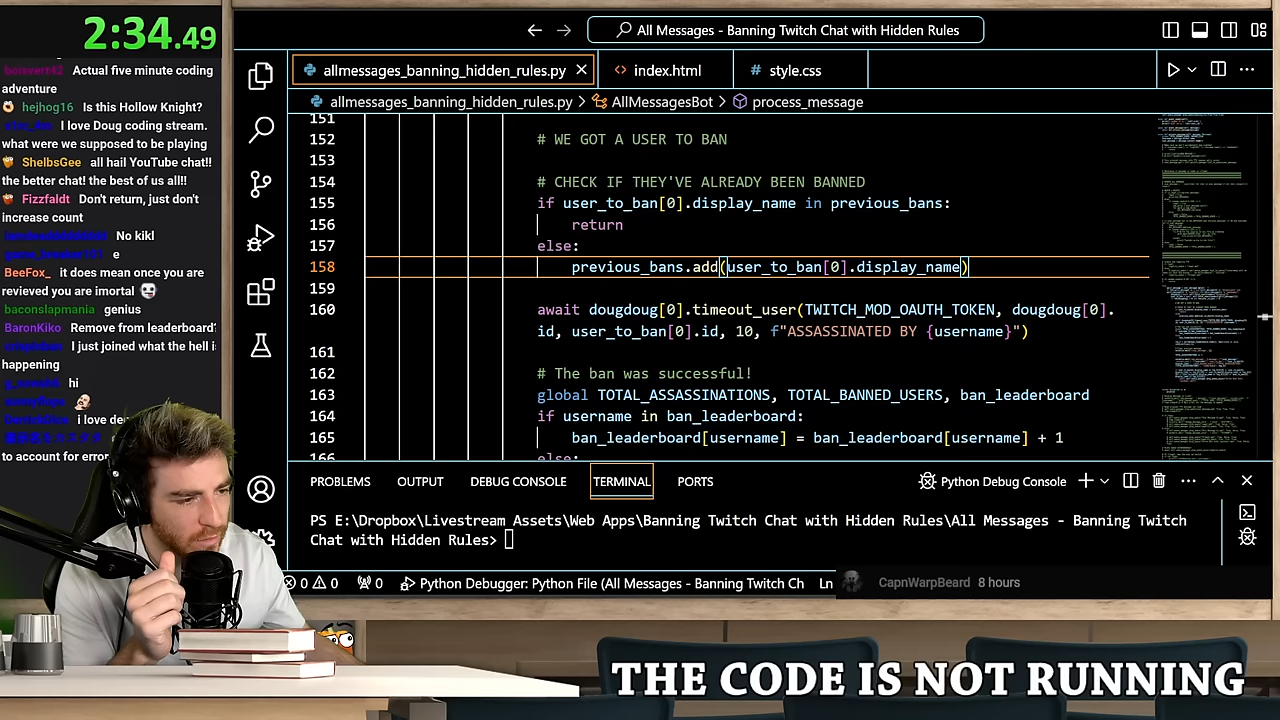 2:34.49
Actual five minute coding
adventure
hejhog16 Is this Hollow Knight?
I love Doug coding stream.
what were we supposed to be playing
ShelbsGee all hail YouTube chat!!
the better chat! the best of us all!!
Fizzfaldt Don't return, just don't
increase count
No kikl
e
BeeFox_ it does mean once you are
revieved you are imortal
baconslapmania genius
BaronKiko Remove from leaderboard?
I just joined what the hell is
happening
hi
to account for error
All Messages - Banning Twitch Chat with Hidden Rules
allmessages_banning_hidden_rules.py
index.html
style.css
allmessages_banning_hidden_rules.py > AllMessagesBot > process_message
151
152 # WE GOT A USER TO BAN
153
154 # CHECK IF THEY'VE ALREADY BEEN BANNED
155 if user_to_ban[0].display_name in previous_bans:
156 return
157 else:
158 previous_bans.add(user_to_ban[0].display_name)
159
160 await dougdoug[0].timeout_user(TWITCH_MOD_OAUTH_TOKEN, dougdoug[0].
id, user_to_ban[0].id, 10, f"ASSASSINATED BY {username}")
161
162 # The ban was successful!
163 global TOTAL_ASSASSINATIONS, TOTAL_BANNED_USERS, ban_leaderboard
164 if username in ban_leaderboard:
165 ban_leaderboard[username] = ban_leaderboard[username] + 1
166 else:
PROBLEMS OUTPUT DEBUG CONSOLE TERMINAL PORTS
Python Debug Console
PS E:\Dropbox\Livestream Assets\Web Apps\Banning Twitch Chat with Hidden Rules\All Messages - Banning Twitch
Chat with Hidden Rules>
0 0 0 Python Debugger: Python File (All Messages - Banning Twitch Ch Ln
CapnWarpBeard 8 hours
THE CODE IS NOT RUNNING